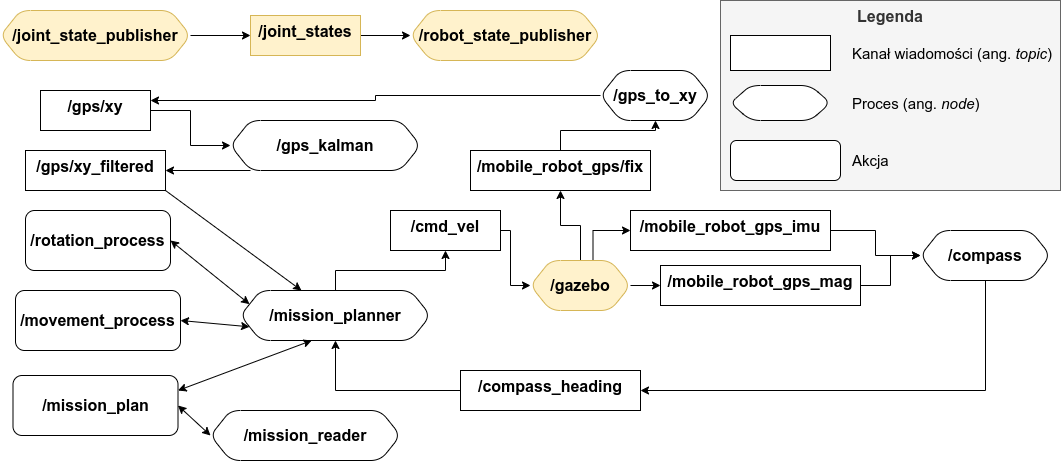 /joint_state_publisher
/joint_states
/robot_state_publisher
Legenda
Kanał wiadomości (ang. topic)
Proces (ang. node)
Akcja
/gps/xy
/gps_to_xy
/gps_kalman
/gps/xy_filtered
/mobile_robot_gps/fix
/rotation_process
/cmd_vel
/mobile_robot_gps_imu
/compass
/gazebo
/mobile_robot_gps_mag
/movement_process
/mission_planner
/mission_plan
/compass_heading
/mission_reader